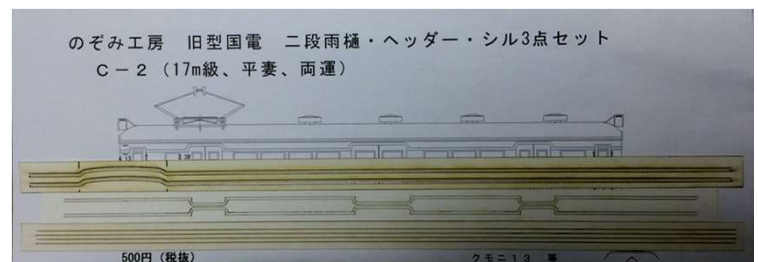 のぞみ工房　旧型国電　二段雨樋・ヘッダー・シル3点セット
C－2（17m級、平妻、両運）
500円（税抜）
クモニ13　等